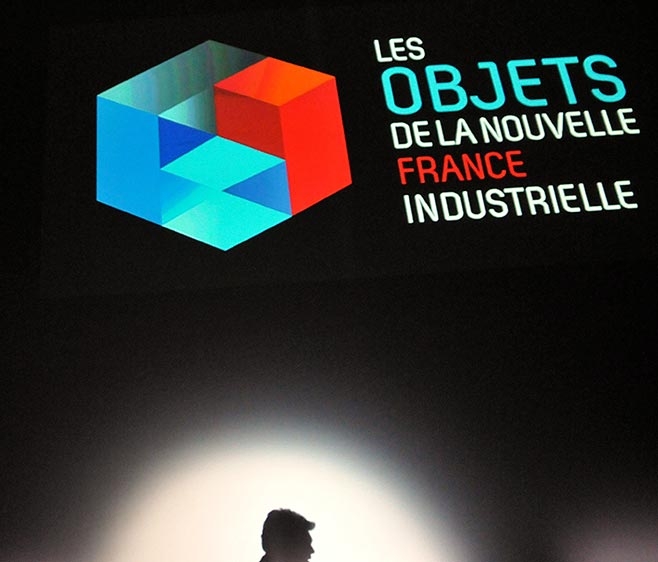 LES
OBJETS
DE LA NOUVELLE
FRANCE
INDUSTRIELLE